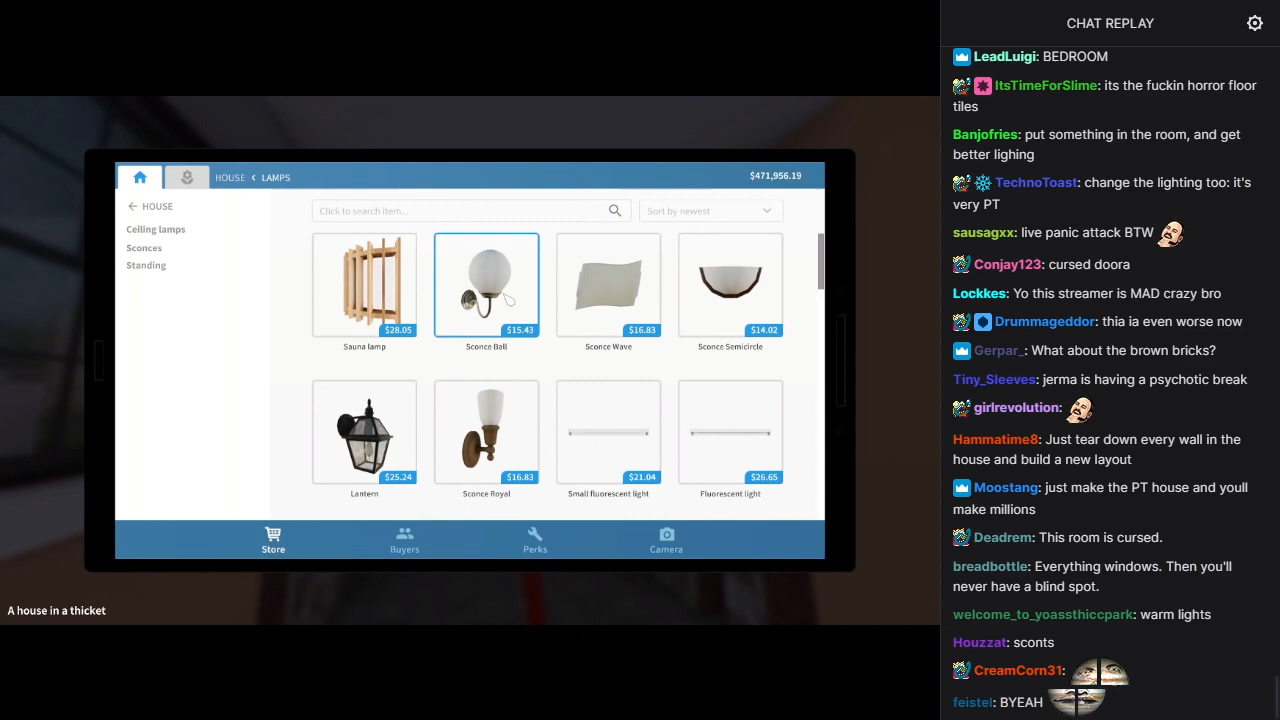 HOUSE < LAMPS
$471,956.19
← HOUSE
Ceiling lamps
Sconces
Standing
Click to search item...
Sort by newest
$28.05
$15.43
$16.83
$14.02
Sauna lamp
Sconce Ball
Sconce Wave
Sconce Semicircle
$25.24
$16.83
$21.04
$26.65
Lantern
Sconce Royal
Small fluorescent light
Fluorescent light
Store
Buyers
Perks
Camera
A house in a thicket
CHAT REPLAY
LeadLuigi: BEDROOM
ItsTimeForSlime: its the fuckin horror floor
tiles
Banjofries: put something in the room, and get
better lighing
TechnoToast: change the lighting too: it's
very PT
sausagxx: live panic attack BTW
Conjay123: cursed doora
Lockkes: Yo this streamer is MAD crazy bro
Drummageddor: thia ia even worse now
Gerpar_: What about the brown bricks?
Tiny_Sleeves: jerma is having a psychotic break
girlrevolution:
Hammatime8: Just tear down every wall in the
house and build a new layout
Moostang: just make the PT house and youll
make millions
Deadrem: This room is cursed.
breadbottle: Everything windows. Then you'll
never have a blind spot.
welcome_to_yoassthiccpark: warm lights
Houzzat: sconts
CreamCorn31:
feistel: BYEAH